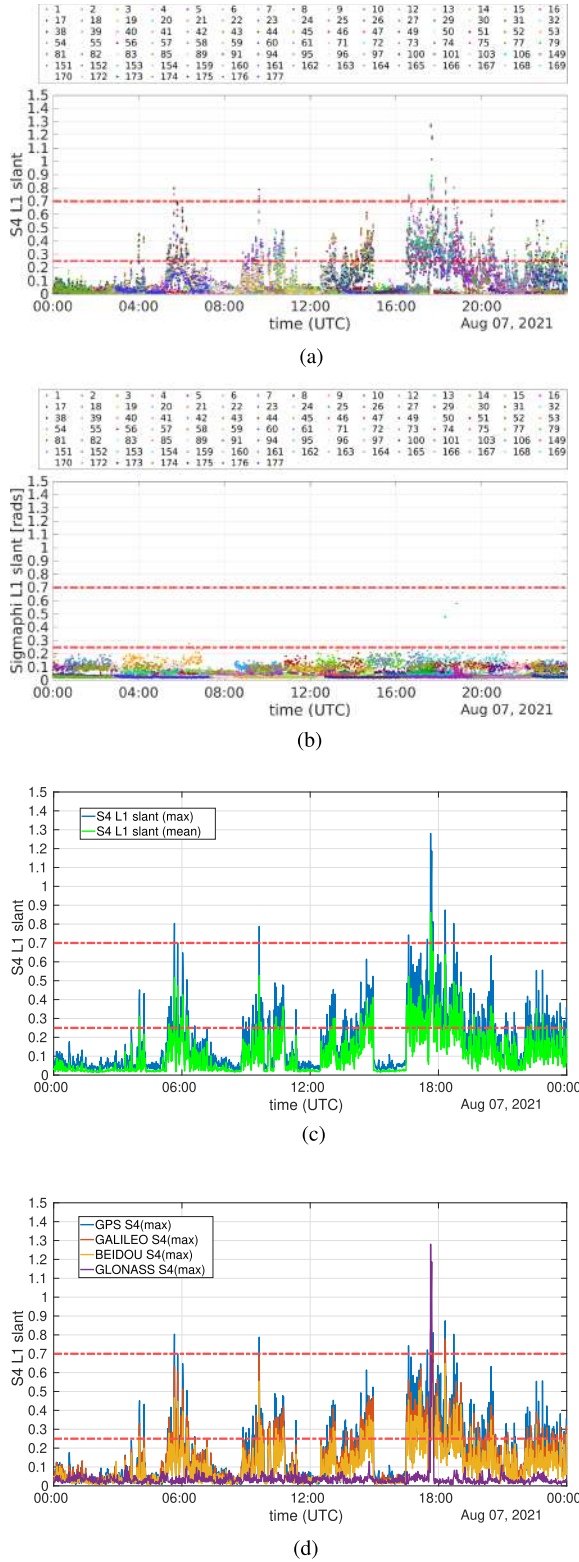 1 2 3 4 5 6 7 8 9 10 12 13 14 15 16
17 18 19 20 21 22 23 24 25 26 27 29 30 31 32
38 39 40 41 42 43 44 45 46 47 49 50 51 52 53
54 55 56 57 58 59 60 61 71 72 73 74 75 77 79
81 82 83 85 89 91 94 95 96 97 100 101 103 106 149
151 152 153 154 159 160 161 162 163 164 165 166 167 168 169
170 172 173 174 175 176 177
1.5
1.4
1.3
1.2
1.1
1
0.9
0.8
0.7
0.6
0.5
0.4
0.3
0.2
0.1
0
S4 L1 slant
00:00 04:00 08:00 12:00 16:00 20:00
time (UTC)
Aug 07, 2021
(a)
1 2 3 4 5 6 7 8 9 10 12 13 14 15 16
17 18 19 20 21 22 23 24 25 26 27 29 30 31 32
38 39 40 41 42 43 44 45 46 47 49 50 51 52 53
54 55 56 57 58 59 60 61 71 72 73 74 75 77 79
81 82 83 85 89 91 94 95 96 97 100 101 103 106 149
151 152 153 154 159 160 161 162 163 164 165 166 167 168 169
170 172 173 174 175 176 177
1.5
1.4
1.3
1.2
1.1
1
0.9
0.8
0.7
0.6
0.5
0.4
0.3
0.2
0.1
0
Sigmaphi L1 slant [rads]
00:00 04:00 08:00 12:00 16:00 20:00
time (UTC)
Aug 07, 2021
(b)
1.5
1.4
1.3
1.2
1.1
1
0.9
0.8
0.7
0.6
0.5
0.4
0.3
0.2
0.1
0
S4 L1 slant
S4 L1 slant (max)
S4 L1 slant (mean)
00:00 06:00 12:00 18:00 00:00
time (UTC)
Aug 07, 2021
(c)
1.5
1.4
1.3
1.2
1.1
1
0.9
0.8
0.7
0.6
0.5
0.4
0.3
0.2
0.1
0
S4 L1 slant
GPS S4(max)
GALILEO S4(max)
BEIDOU S4(max)
GLONASS S4(max)
00:00 06:00 12:00 18:00 00:00
time (UTC)
Aug 07, 2021
(d)